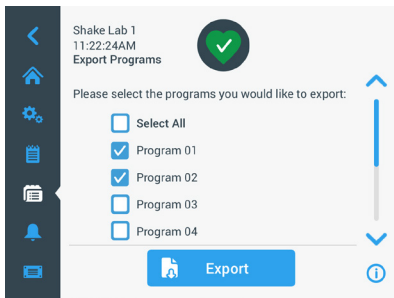 Shake Lab 1
11:22:24AM
Export Programs
Please select the programs you would like to export:
Select All
Program 01
Program 02
Program 03
Program 04
Export